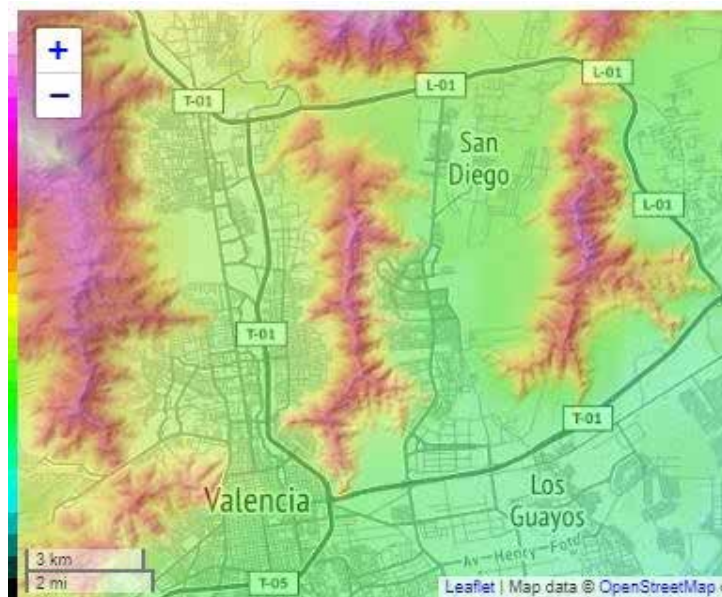 +
−
T-01
L-01
L-01
San
Diego
L-01
T-01
T-01
Valencia
Los
Guayos
Av Henry Ford
3 km
2 mi
T-05
Leaflet | Map data © OpenStreetMap